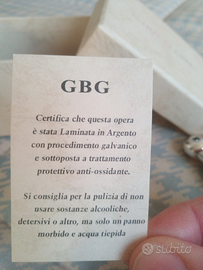 GBG
Certifica che questa opera
è stata Laminata in Argento
con procedimento galvanico
e sottoposta a trattamento
protettivo anti-ossidante.
Si consiglia per la pulizia di non
usare sostanze alcooliche,
detersivi o altro, ma solo un panno
morbido e acqua tiepida
subito